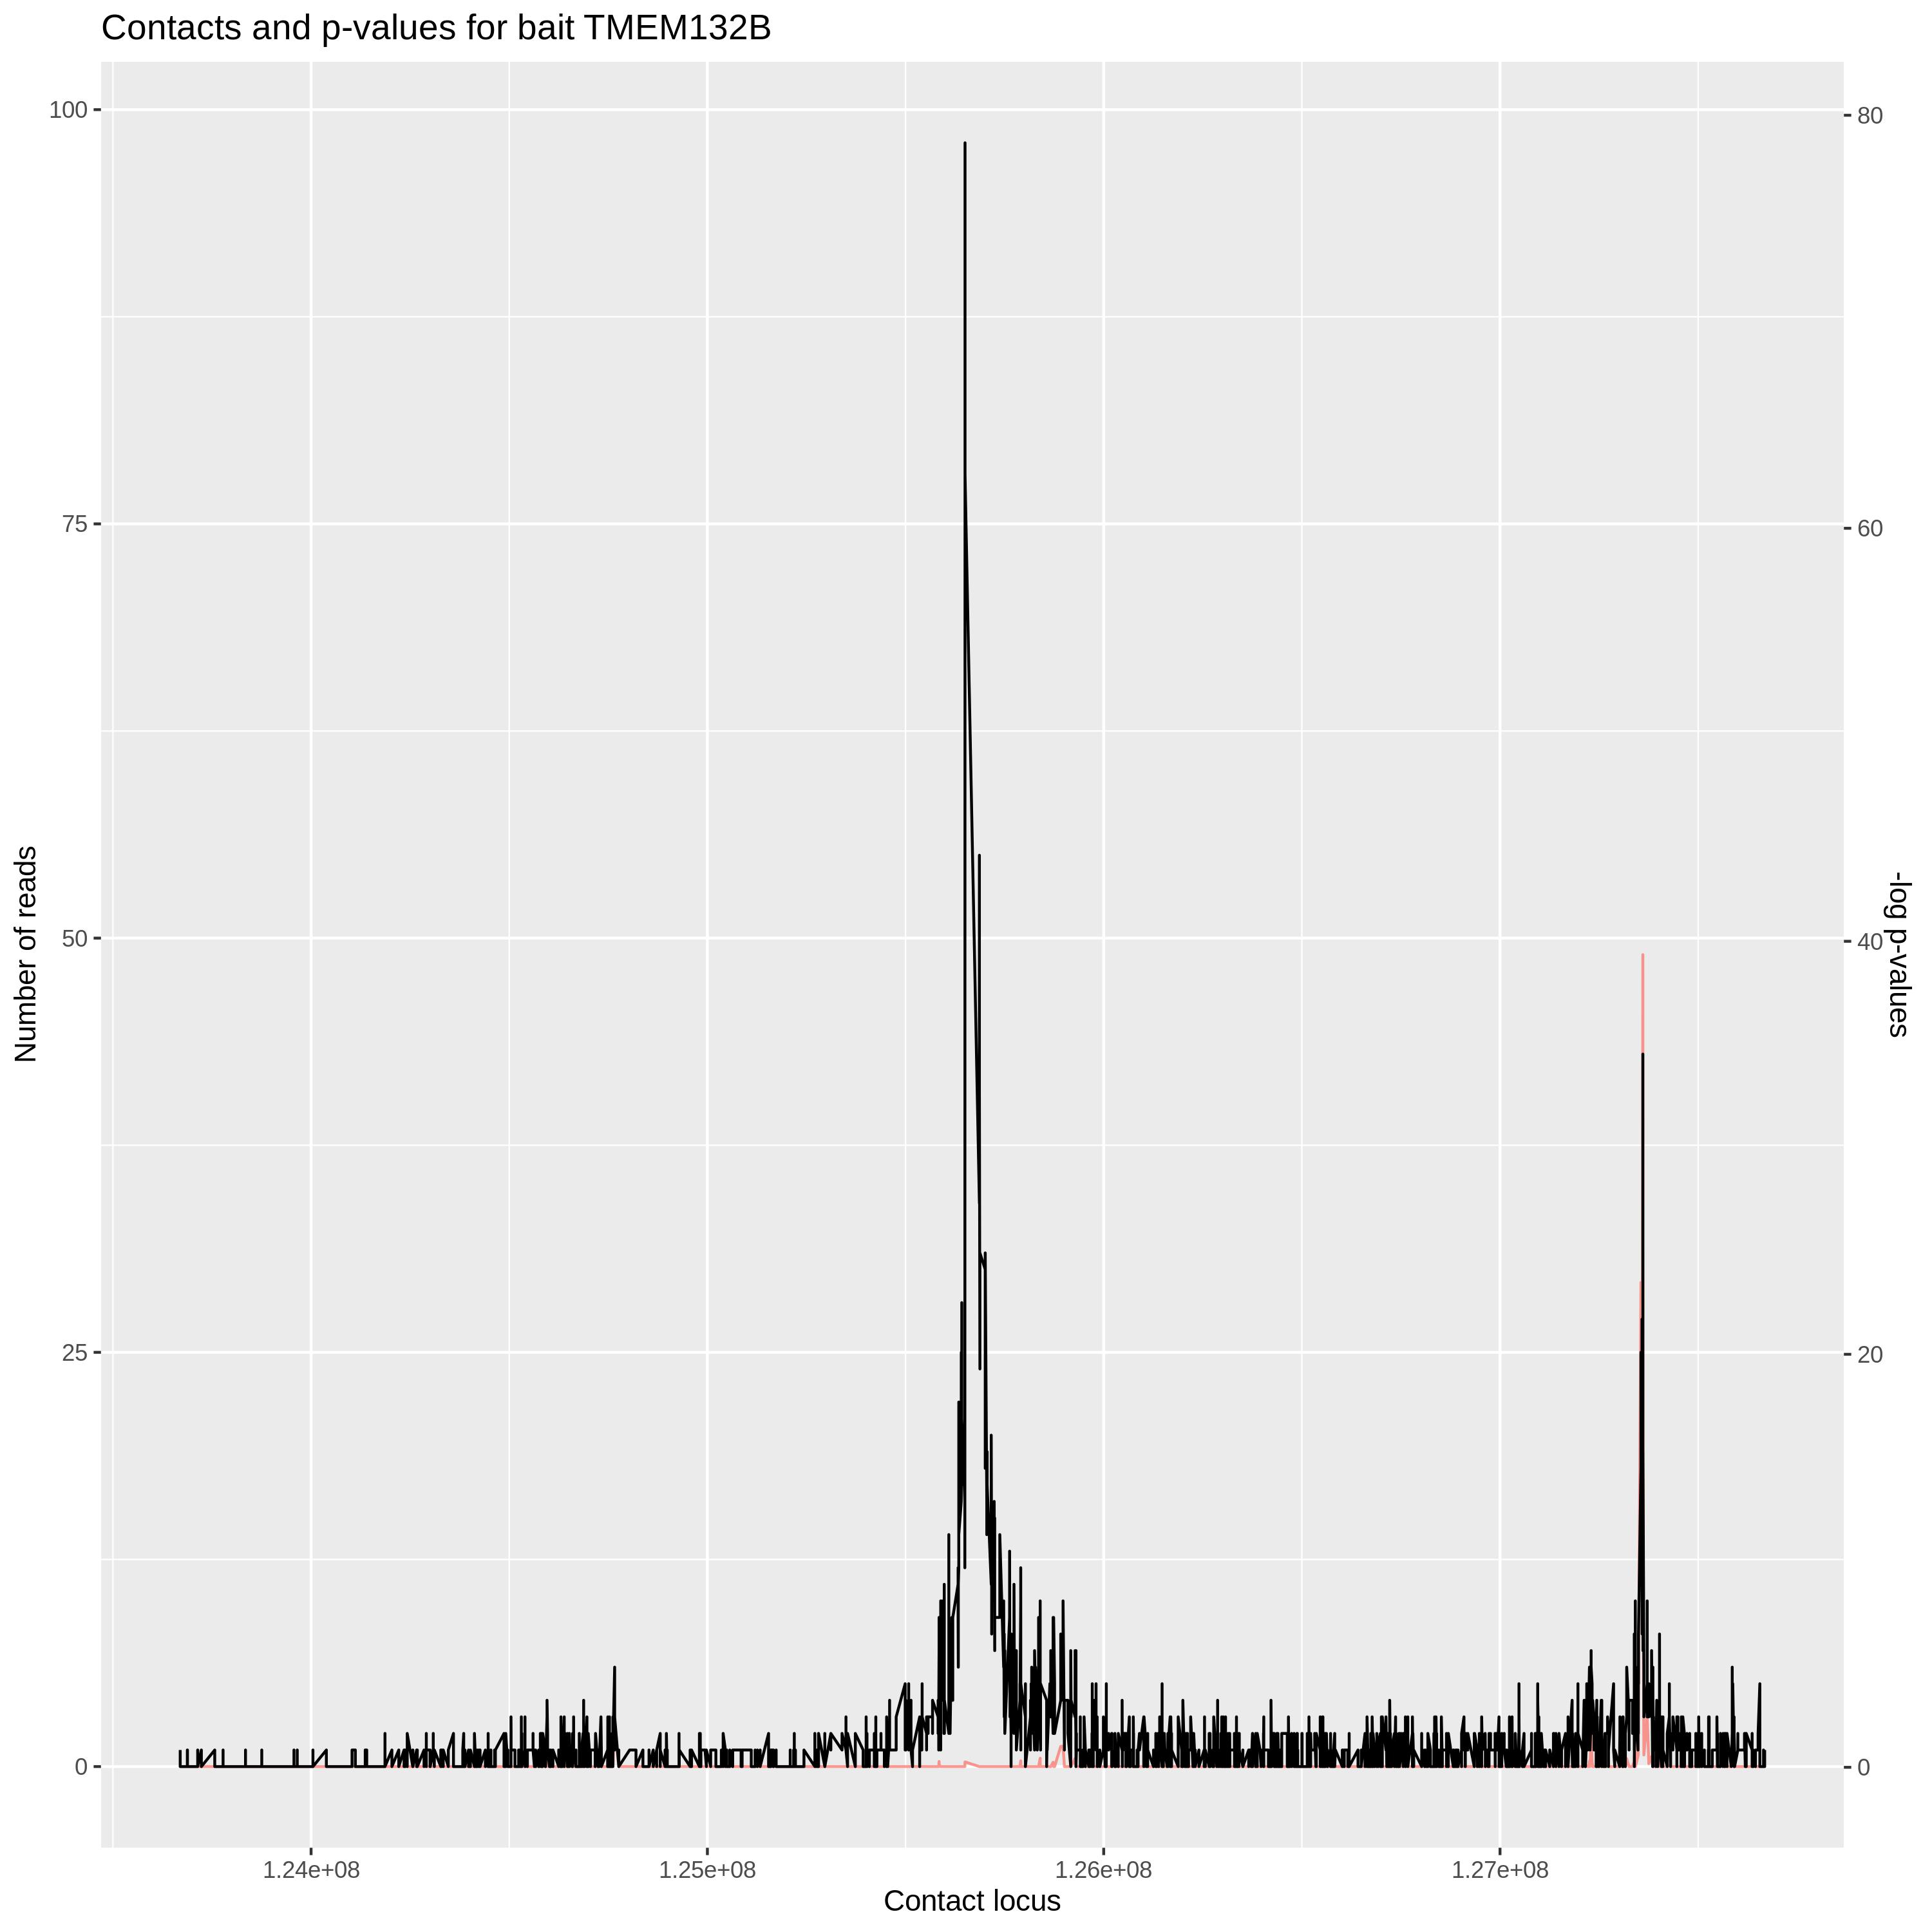 Contacts and p-values for bait TMEM132B
100
75
50
25
0
80
60
40
20
0
Number of reads
-log p-values
1.24e+08
1.25e+08
1.26e+08
1.27e+08
Contact locus